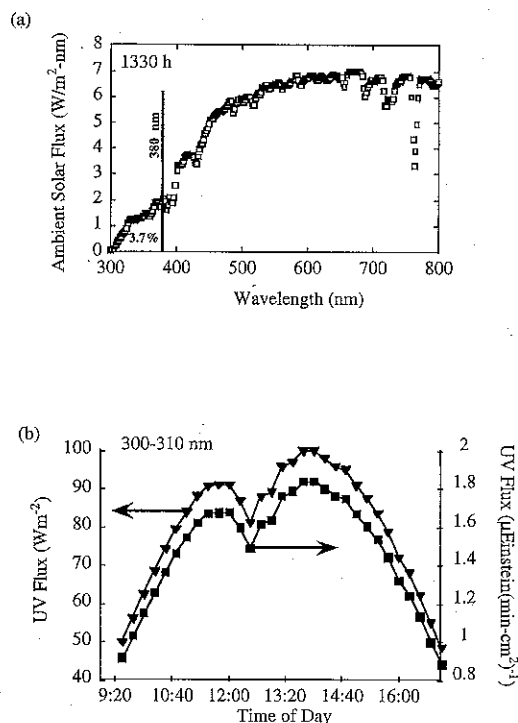 (a)
1330 h
380 nm
3.7%
Ambient Solar Flux (W/m²-nm)
8
7
6
5
4
3
2
1
0
300 400 500 600 700 800
Wavelength (nm)
(b)
300-310 nm
UV Flux (Wm⁻²)
100
90
80
70
60
50
40
2
1.8
1.6
1.4
1.2
1
0.8
UV Flux (µEinstein(min-cm²)⁻¹)
9:20 10:40 12:00 13:20 14:40 16:00
Time of Day